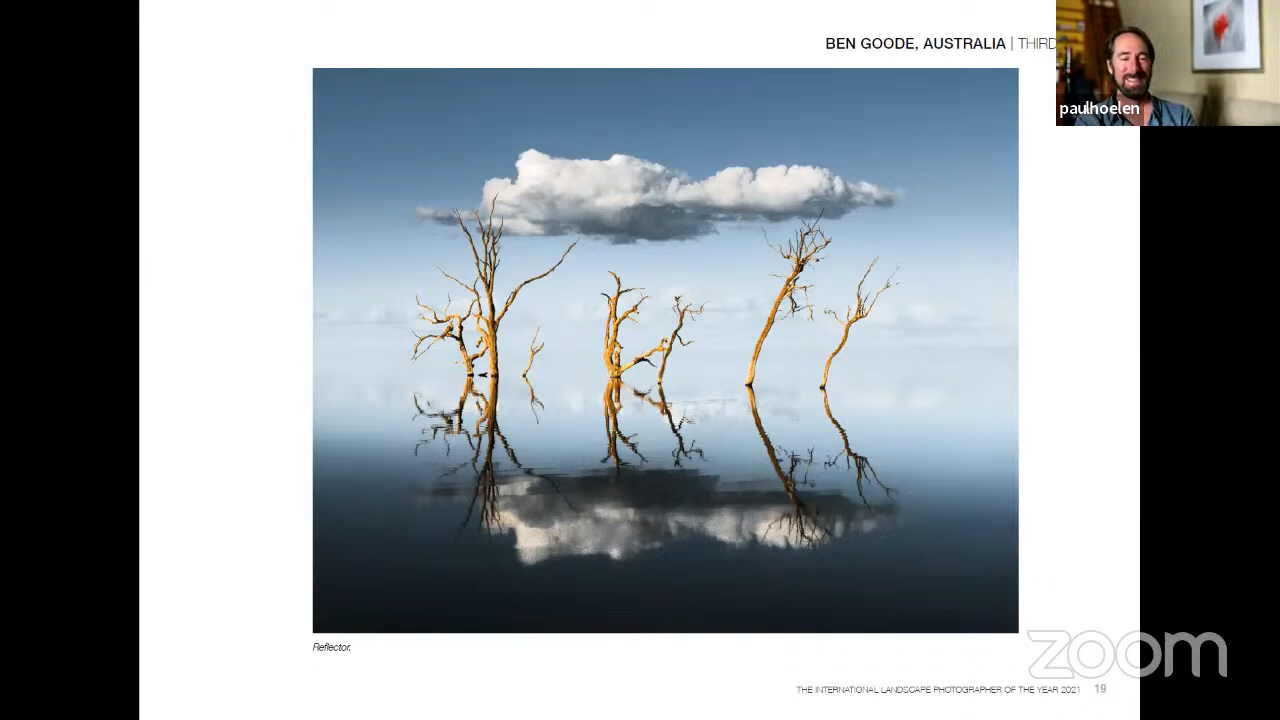 BEN GOODE, AUSTRALIA | THIRD
paulhoelen
Reflector.
zoom
THE INTERNATIONAL LANDSCAPE PHOTOGRAPHER OF THE YEAR 2021 19